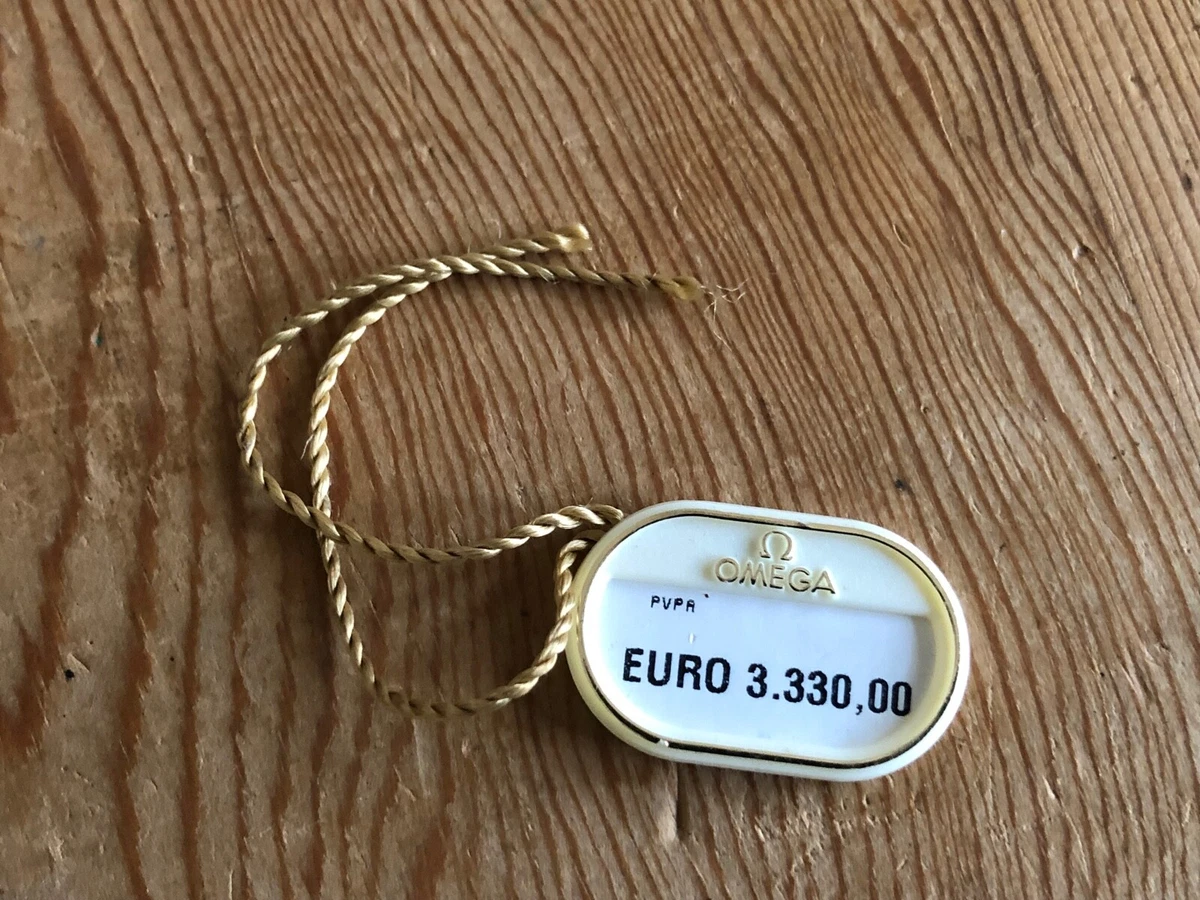 Ω
OMEGA
PVPA
EURO 3.330,00